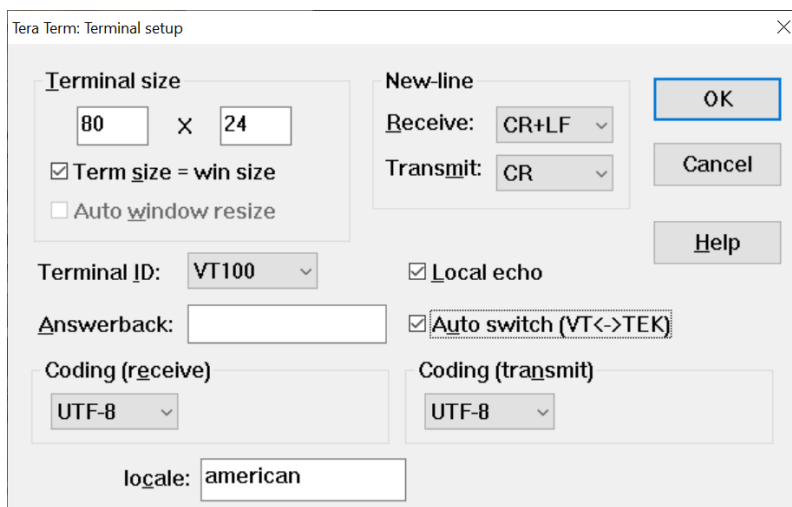 Tera Term: Terminal setup
Terminal size
80 X 24
Term size = win size
Auto window resize
New-line
Receive: CR+LF
Transmit: CR
OK
Cancel
Help
Terminal ID: VT100
Local echo
Answerback:
Auto switch (VT<->TEK)
Coding (receive)
UTF-8
Coding (transmit)
UTF-8
locale: american